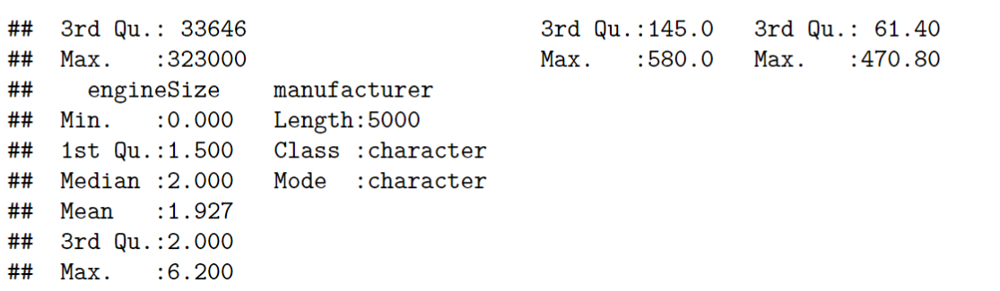 ## 3rd Qu.: 33646 3rd Qu.:145.0 3rd Qu.: 61.40
## Max. :323000 Max. :580.0 Max. :470.80
## engineSize manufacturer
## Min. :0.000 Length:5000
## 1st Qu.:1.500 Class :character
## Median :2.000 Mode :character
## Mean :1.927
## 3rd Qu.:2.000
## Max. :6.200